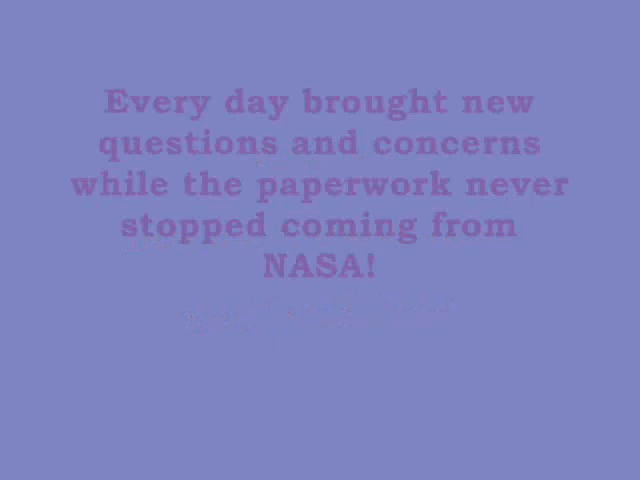 Every day brought new
questions and concerns
while the paperwork never
stopped coming from
NASA!